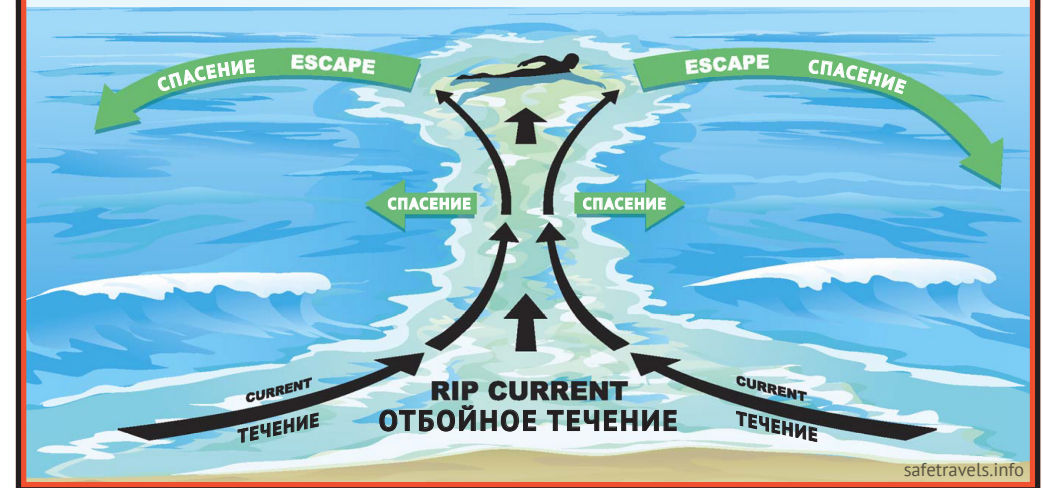 СПАСЕНИЕ ESCAPE
ESCAPE СПАСЕНИЕ
СПАСЕНИЕ
СПАСЕНИЕ
CURRENT
ТЕЧЕНИЕ
RIP CURRENT
ОТБОЙНОЕ ТЕЧЕНИЕ
CURRENT
ТЕЧЕНИЕ
safetravels.info